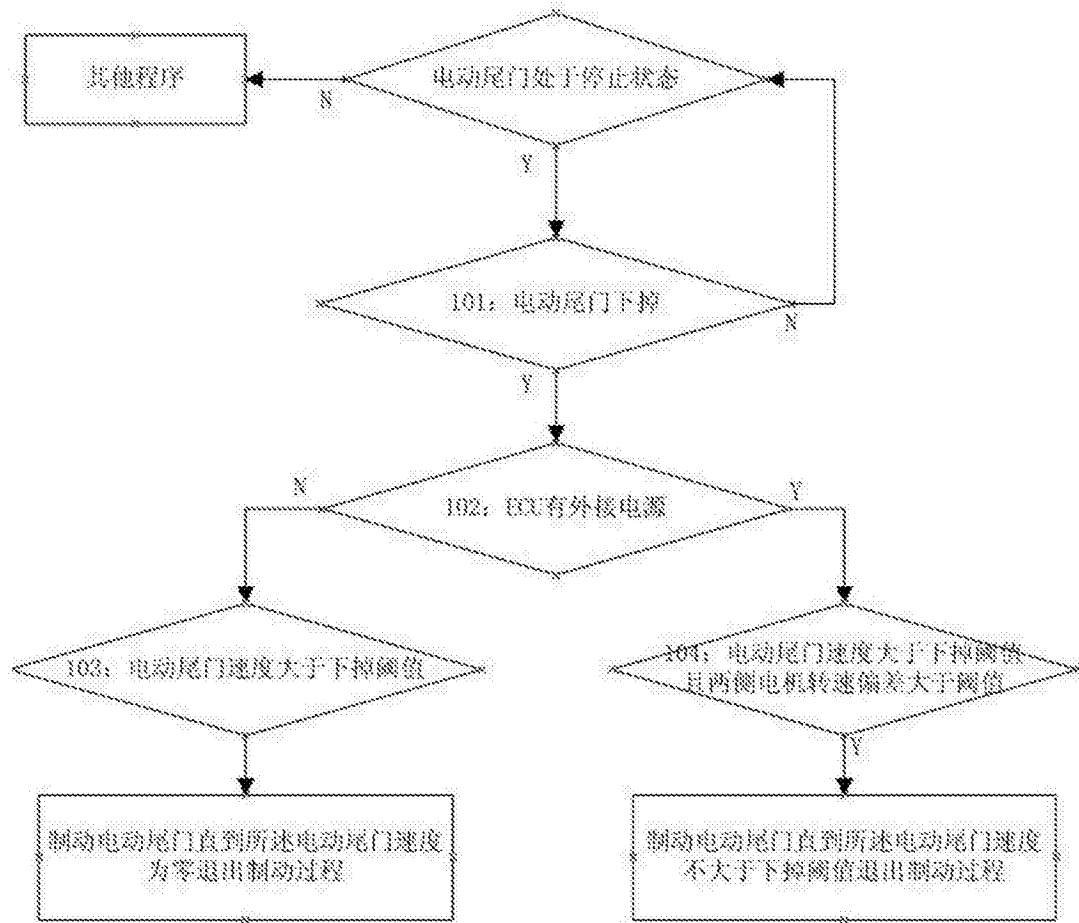 其他程序
电动尾门处于停止状态
N
Y
101：电动尾门下掉
N
Y
102：ECU有外接电源
N
Y
103：电动尾门速度大于下掉阈值
104：电动尾门速度大于下掉阈值
且两侧电机转速偏差大于阈值
Y
制动电动尾门直到所述电动尾门速度
为零退出制动过程
制动电动尾门直到所述电动尾门速度
不大于下掉阈值退出制动过程